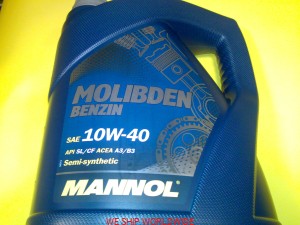 MOLIBDEN
BENZIN
SAE 10W-40
API SL/CF ACEA A3/B3
Semi-synthetic
MANNOL
WE SHIP WORLDWIDE